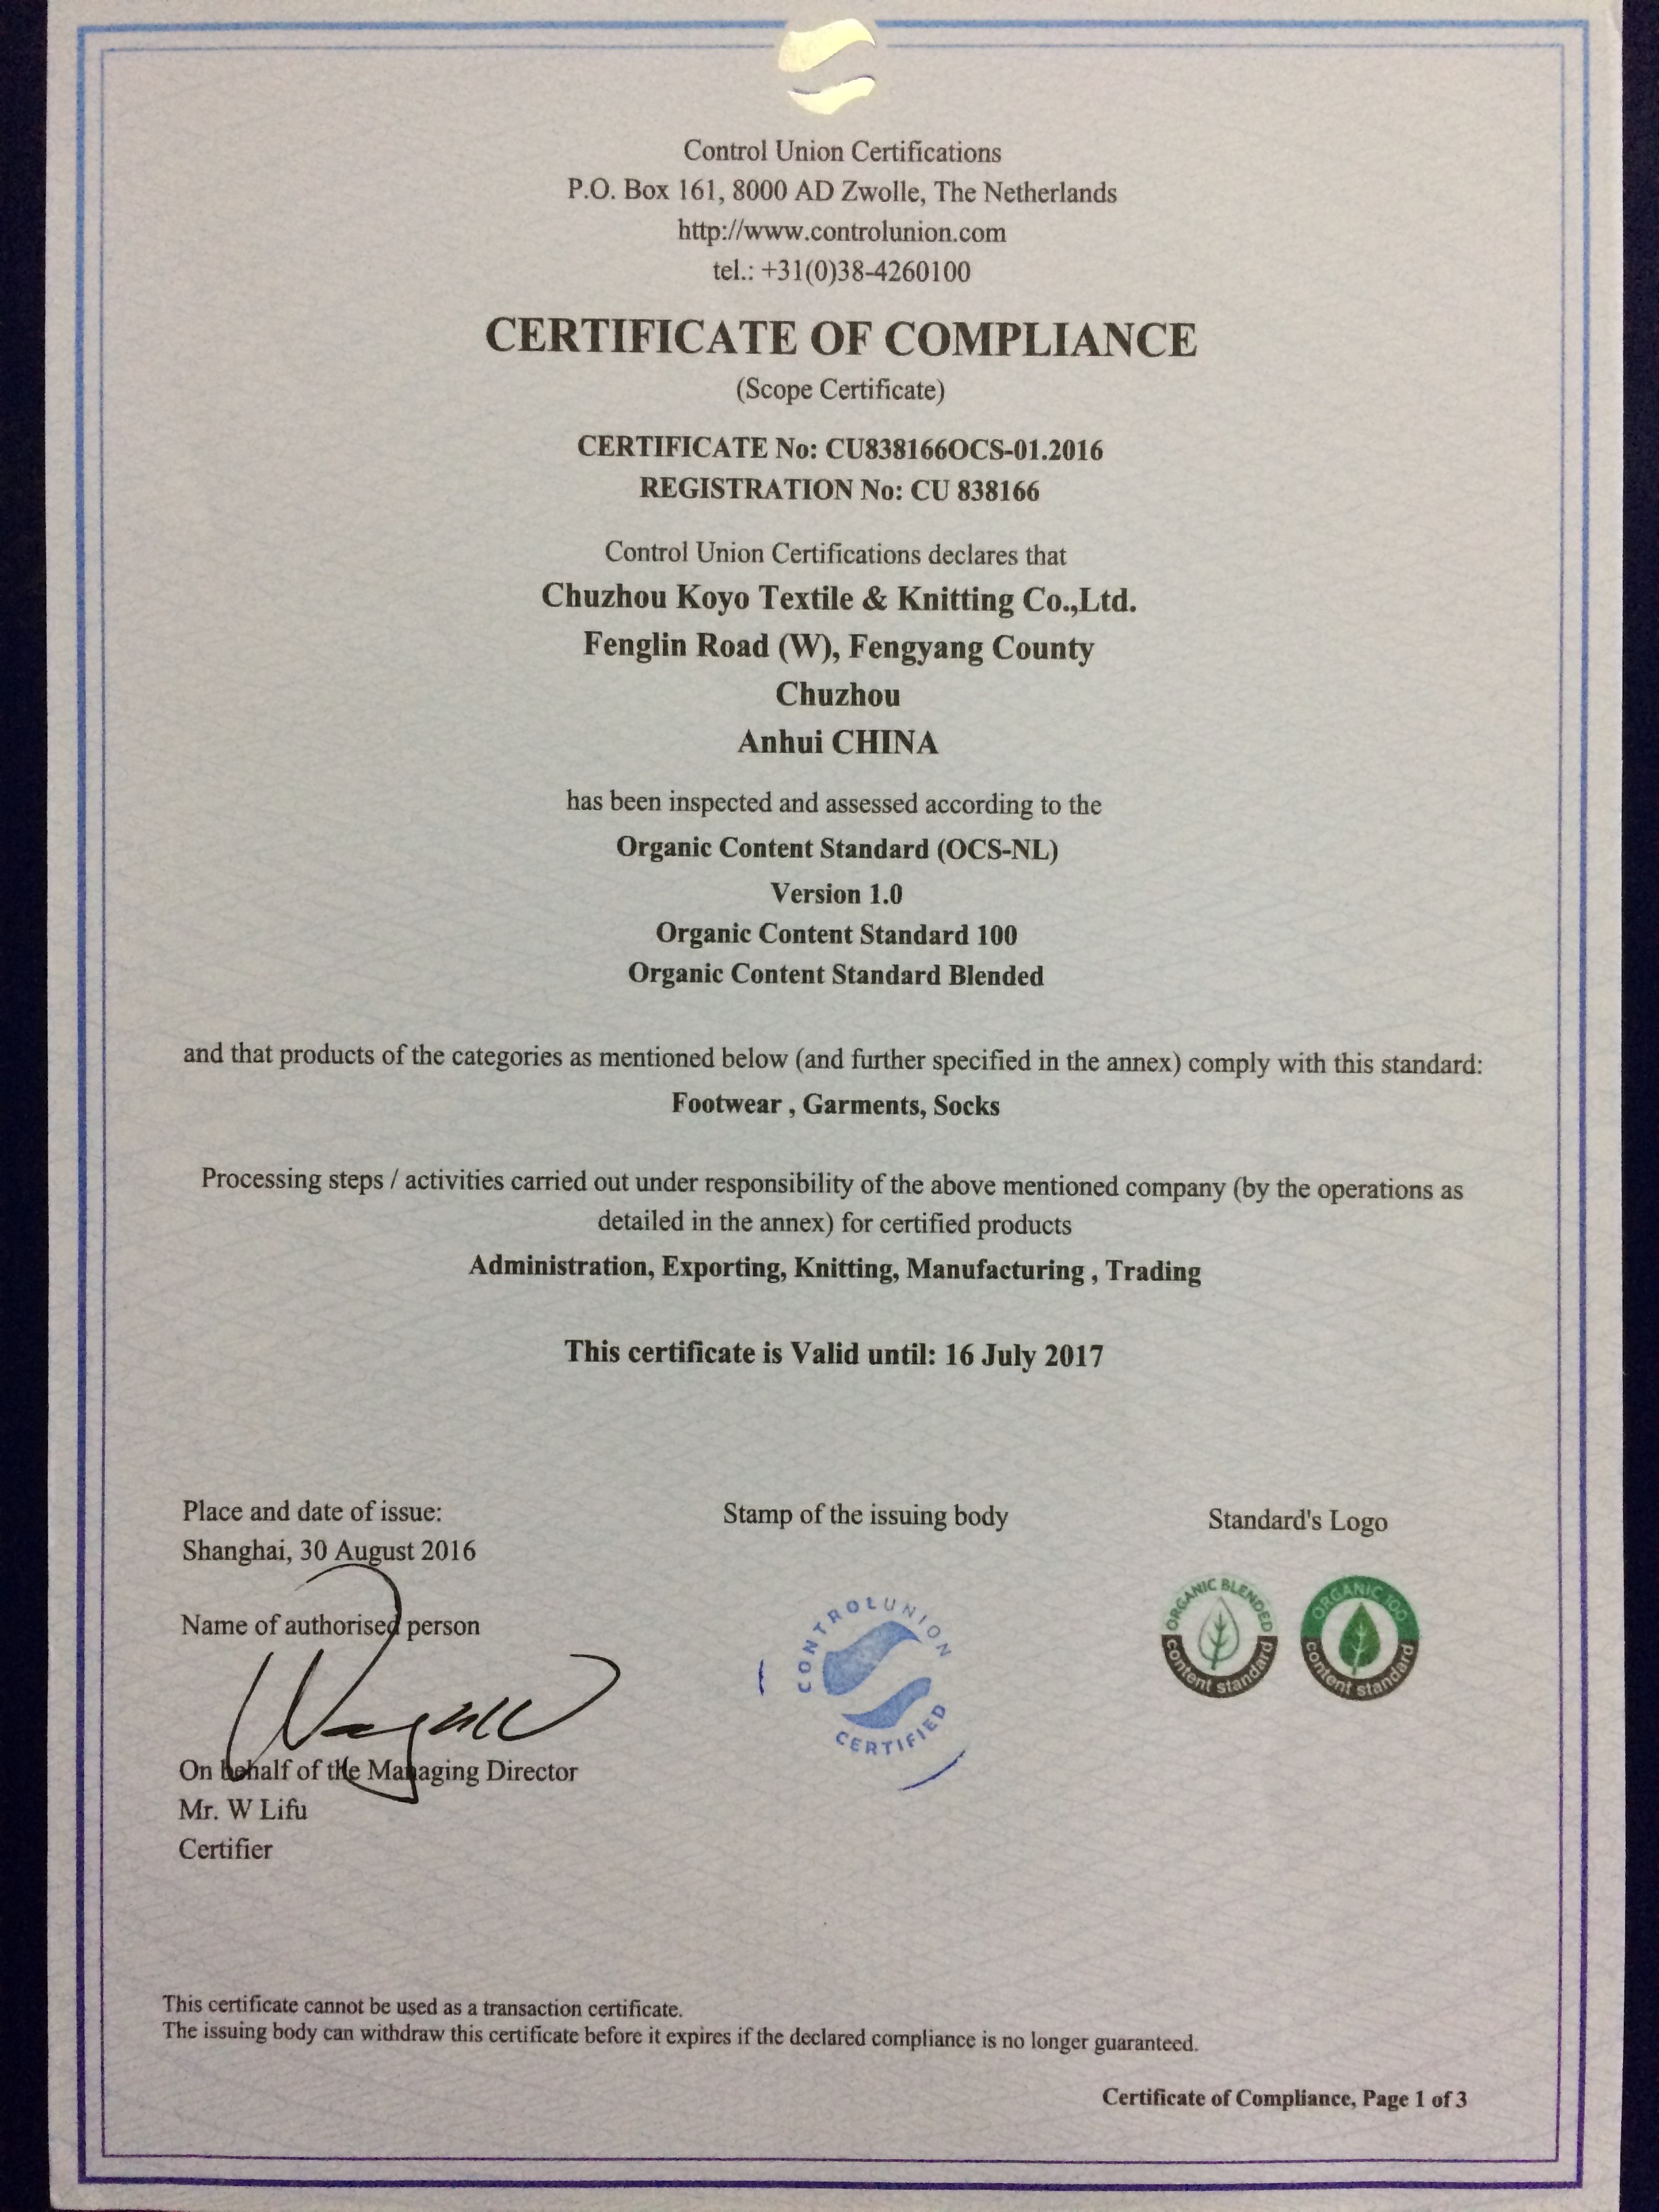 Control Union Certifications
P.O. Box 161, 8000 AD Zwolle, The Netherlands
http://www.controlunion.com
tel.: +31(0)38-4260100
CERTIFICATE OF COMPLIANCE
(Scope Certificate)
CERTIFICATE No: CU838166OCS-01.2016
REGISTRATION No: CU 838166
Control Union Certifications declares that
Chuzhou Koyo Textile & Knitting Co.,Ltd.
Fenglin Road (W), Fengyang County
Chuzhou
Anhui CHINA
has been inspected and assessed according to the
Organic Content Standard (OCS-NL)
Version 1.0
Organic Content Standard 100
Organic Content Standard Blended
and that products of the categories as mentioned below (and further specified in the annex) comply with this standard:
Footwear , Garments, Socks
Processing steps / activities carried out under responsibility of the above mentioned company (by the operations as
detailed in the annex) for certified products
Administration, Exporting, Knitting, Manufacturing , Trading
This certificate is Valid until: 16 July 2017
Place and date of issue:
Shanghai, 30 August 2016
Name of authorised person
On behalf of the Managing Director
Mr. W Lifu
Certifier
Stamp of the issuing body
CONTROLUNION
CERTIFIED
Standard's Logo
ORGANIC BLENDED
content standard
ORGANIC 100
content standard
This certificate cannot be used as a transaction certificate.
The issuing body can withdraw this certificate before it expires if the declared compliance is no longer guaranteed.
Certificate of Compliance, Page 1 of 3